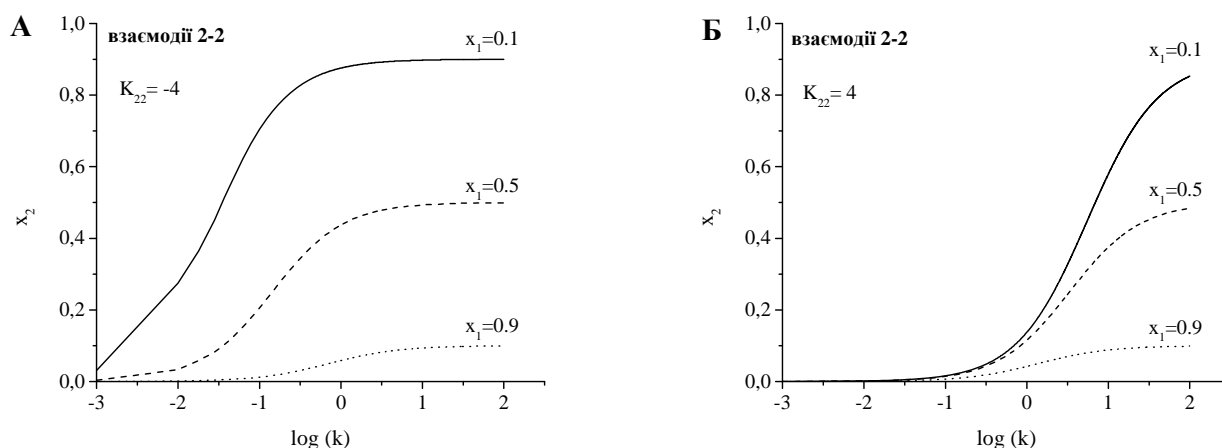 А
взаємодії 2-2
K22= -4
x1=0.1
x1=0.5
x1=0.9
1,0
0,8
0,6
0,4
0,2
0,0
x2
-3 -2 -1 0 1 2
log (k)
Б
взаємодії 2-2
K22= 4
x1=0.1
x1=0.5
x1=0.9
1,0
0,8
0,6
0,4
0,2
0,0
x2
-3 -2 -1 0 1 2
log (k)